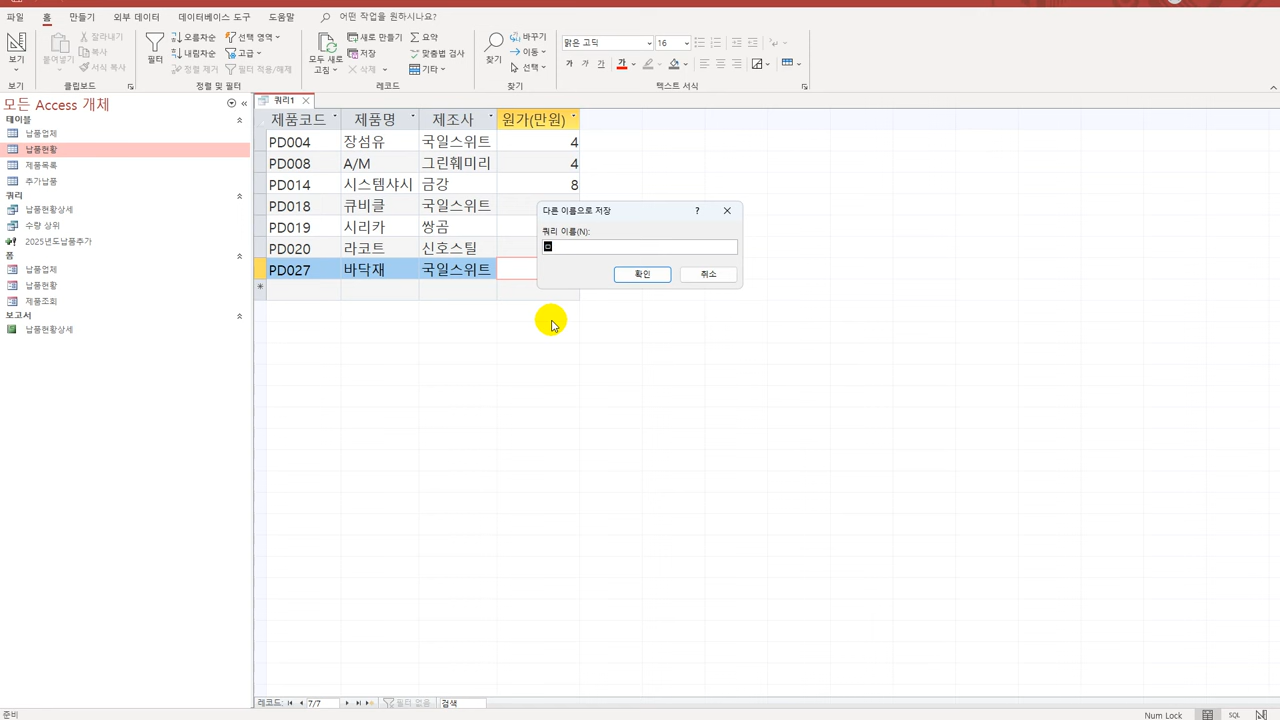 파일 홈 만들기 외부 데이터 데이터베이스 도구 도움말 어떤 작업을 원하시나요?
보기 붙여넣기 잘라내기 복사 서식 복사
필터 오름차순 내림차순 정렬 제거 선택 영역 고급 필터 적용/해제
모두 새로 고침 새로 만들기 저장 삭제 요약 맞춤법 검사 기타
찾기 바꾸기 이동 선택
맑은 고딕 16
가 가 가 가
보기 클립보드 정렬 및 필터 레코드 찾기 텍스트 서식
모든 Access 개체
테이블
납품업체
납품현황
제품목록
추가납품
쿼리
납품현황상세
수량 상위
2025년도납품추가
폼
납품업체
납품현황
제품조회
보고서
납품현황상세
쿼리1
제품코드 제품명 제조사 원가(만원)
PD004 장섬유 국일스위트 4
PD008 A/M 그린훼미리 4
PD014 시스템샤시 금강 8
PD018 큐비클 국일스위트
PD019 시리카 쌍곰
PD020 라코트 신호스틸
PD027 바닥재 국일스위트
다른 이름으로 저장 ?
쿼리 이름(N):
ㅁ
확인 취소
레코드: 7/7 필터 없음 검색
준비 Num Lock SQL